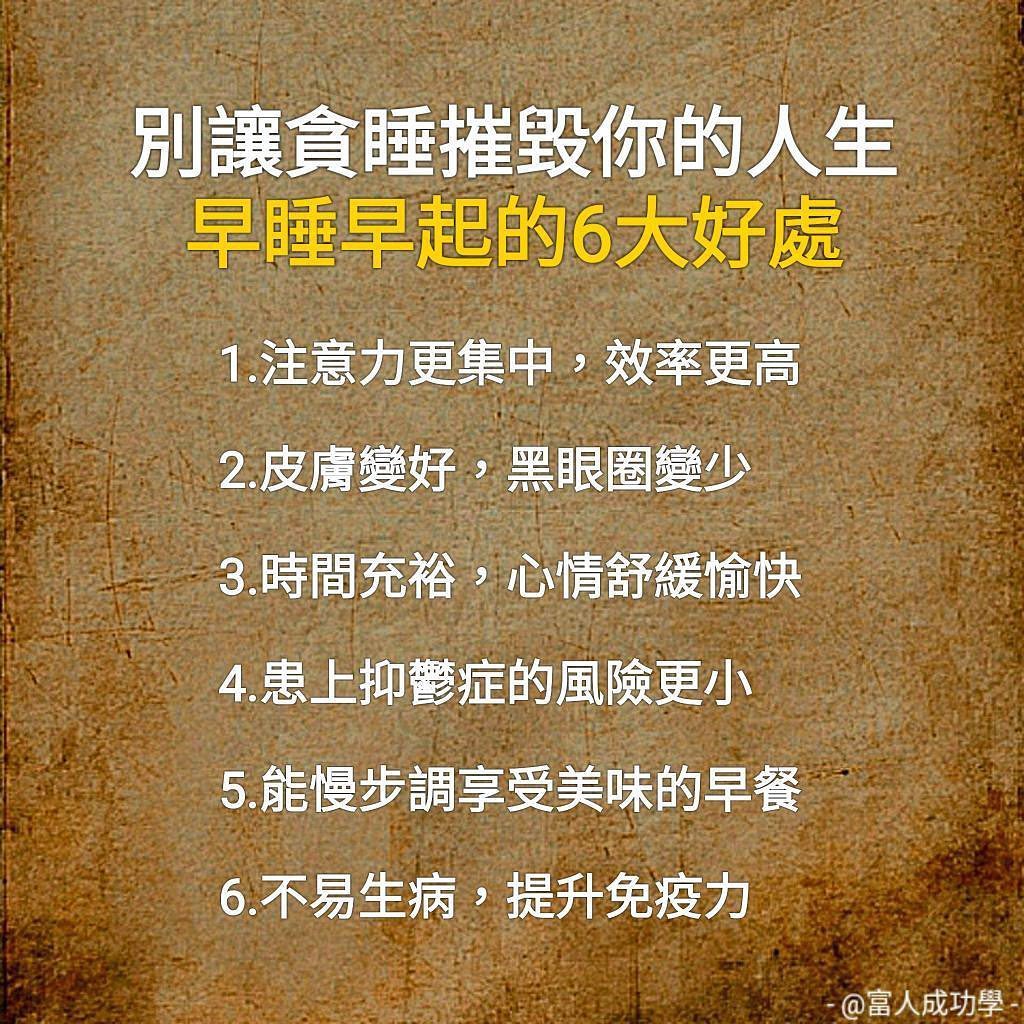 別讓貪睡摧毀你的人生
早睡早起的6大好處
1.注意力更集中，效率更高
2.皮膚變好，黑眼圈變少
3.時間充裕，心情舒緩愉快
4.患上抑鬱症的風險更小
5.能慢步調享受美味的早餐
6.不易生病，提升免疫力
- @富人成功學 -